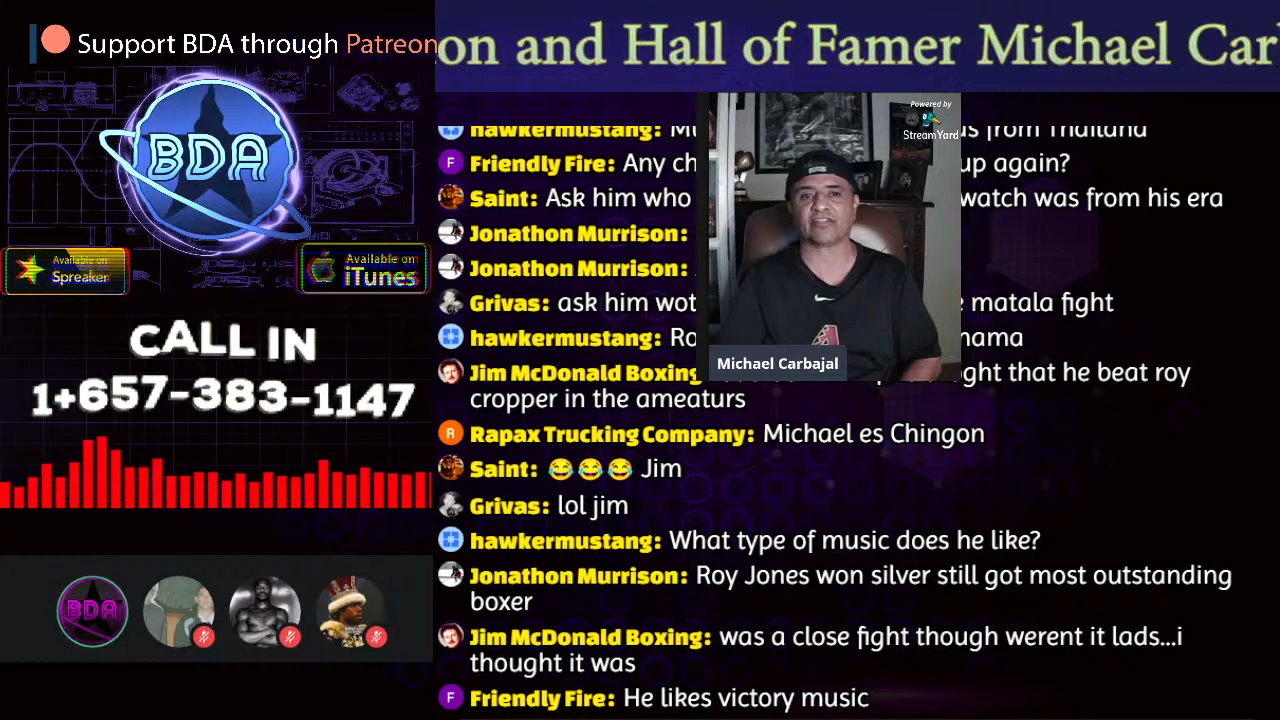 Support BDA through Patreon
BDA
Available on
Spreaker
Available on
iTunes
CALL IN
1+657-383-1147
BDA
on and Hall of Famer Michael Car
Powered by
StreamYard
hawkermustang: from Thailand
Friendly Fire: Any ch up again?
Saint: Ask him who watch was from his era
Jonathon Murrison:
Jonathon Murrison:
Grivas: ask him wot matala fight
hawkermustang: Ro
Michael Carbajal
Jim McDonald Boxing that he beat roy
cropper in the ameaturs
Rapax Trucking Company: Michael es Chingon
Saint: 😂😂😂 Jim
Grivas: lol jim
hawkermustang: What type of music does he like?
Jonathon Murrison: Roy Jones won silver still got most outstanding
boxer
Jim McDonald Boxing: was a close fight though werent it lads...i
thought it was
Friendly Fire: He likes victory music